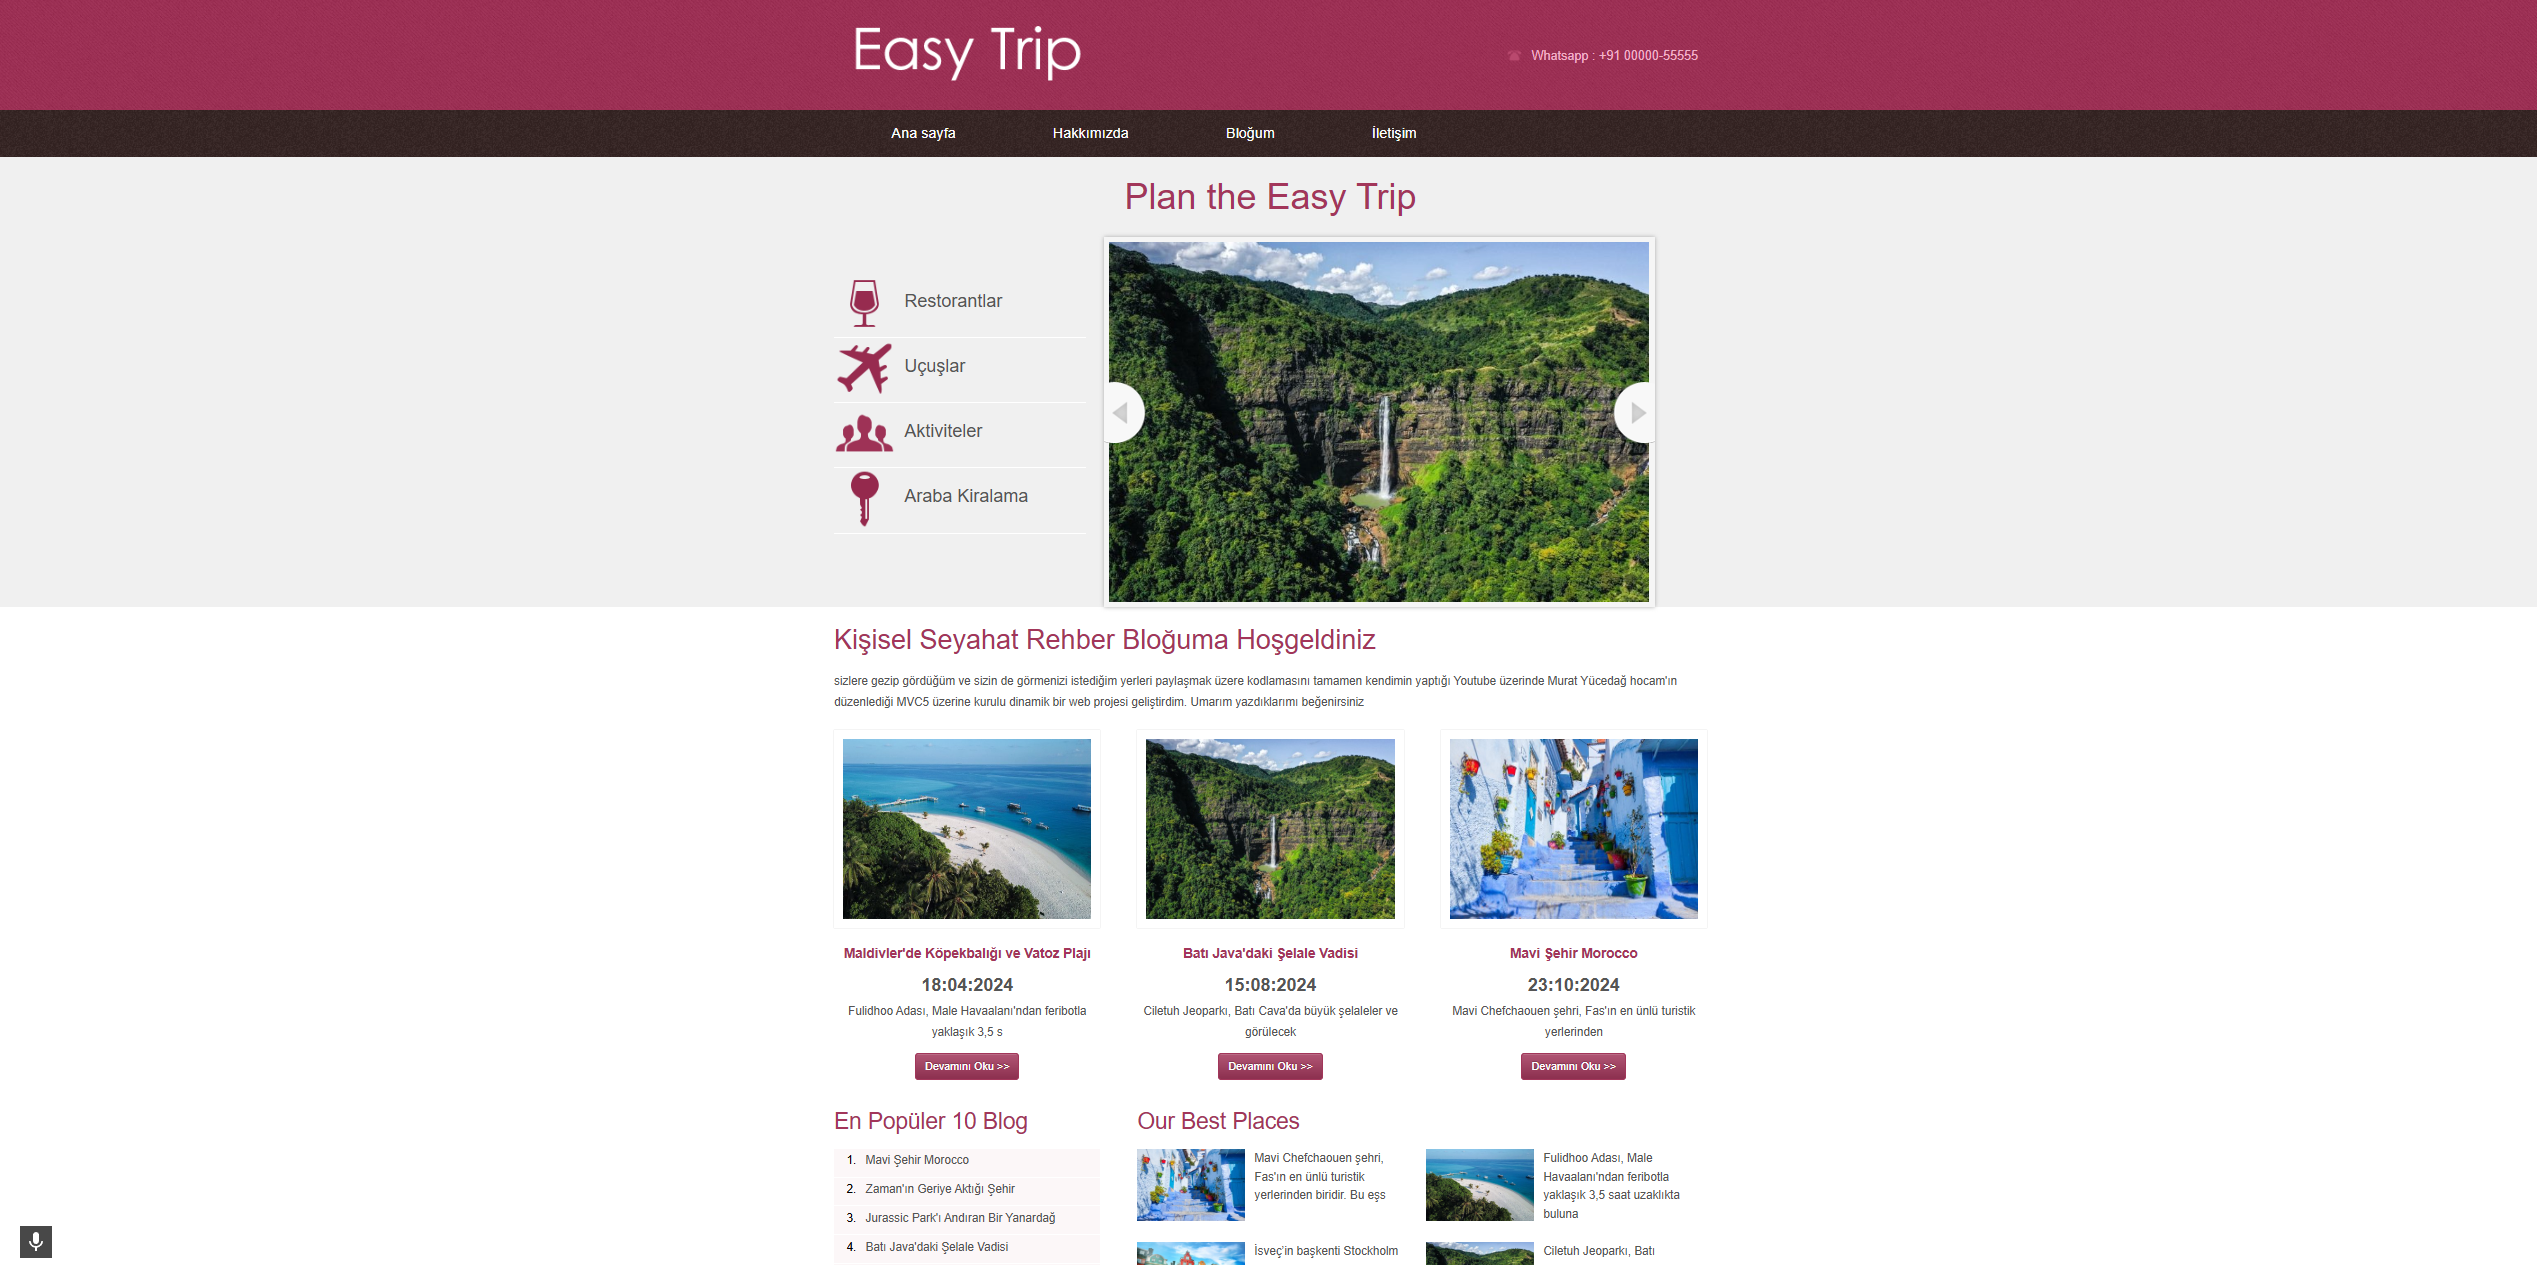 Easy Trip
Whatsapp : +91 00000-55555
Ana sayfa
Hakkımızda
Bloğum
İletişim
Plan the Easy Trip
Restorantlar
Uçuşlar
Aktiviteler
Araba Kiralama
Kişisel Seyahat Rehber Bloğuma Hoşgeldiniz
sizlere gezip gördüğüm ve sizin de görmenizi istediğim yerleri paylaşmak üzere kodlamasını tamamen kendimin yaptığı Youtube üzerinde Murat Yücedağ hocam'ın
düzenlediği MVC5 üzerine kurulu dinamik bir web projesi geliştirdim. Umarım yazdıklarımı beğenirsiniz
Maldivler'de Köpekbalığı ve Vatoz Plajı
18:04:2024
Fulidhoo Adası, Male Havaalanı'ndan feribotla
yaklaşık 3,5 s
Devamını Oku >>
Batı Java'daki Şelale Vadisi
15:08:2024
Ciletuh Jeoparkı, Batı Cava'da büyük şelaleler ve
görülecek
Devamını Oku >>
Mavi Şehir Morocco
23:10:2024
Mavi Chefchaouen şehri, Fas'ın en ünlü turistik
yerlerinden
Devamını Oku >>
En Popüler 10 Blog
1. Mavi Şehir Morocco
2. Zaman'ın Geriye Aktığı Şehir
3. Jurassic Park'ı Andıran Bir Yanardağ
4. Batı Java'daki Şelale Vadisi
Our Best Places
Mavi Chefchaouen şehri,
Fas'ın en ünlü turistik
yerlerinden biridir. Bu eşs
Fulidhoo Adası, Male
Havaalanı'ndan feribotla
yaklaşık 3,5 saat uzaklıkta
buluna
İsveç'in başkenti Stockholm
Ciletuh Jeoparkı, Batı